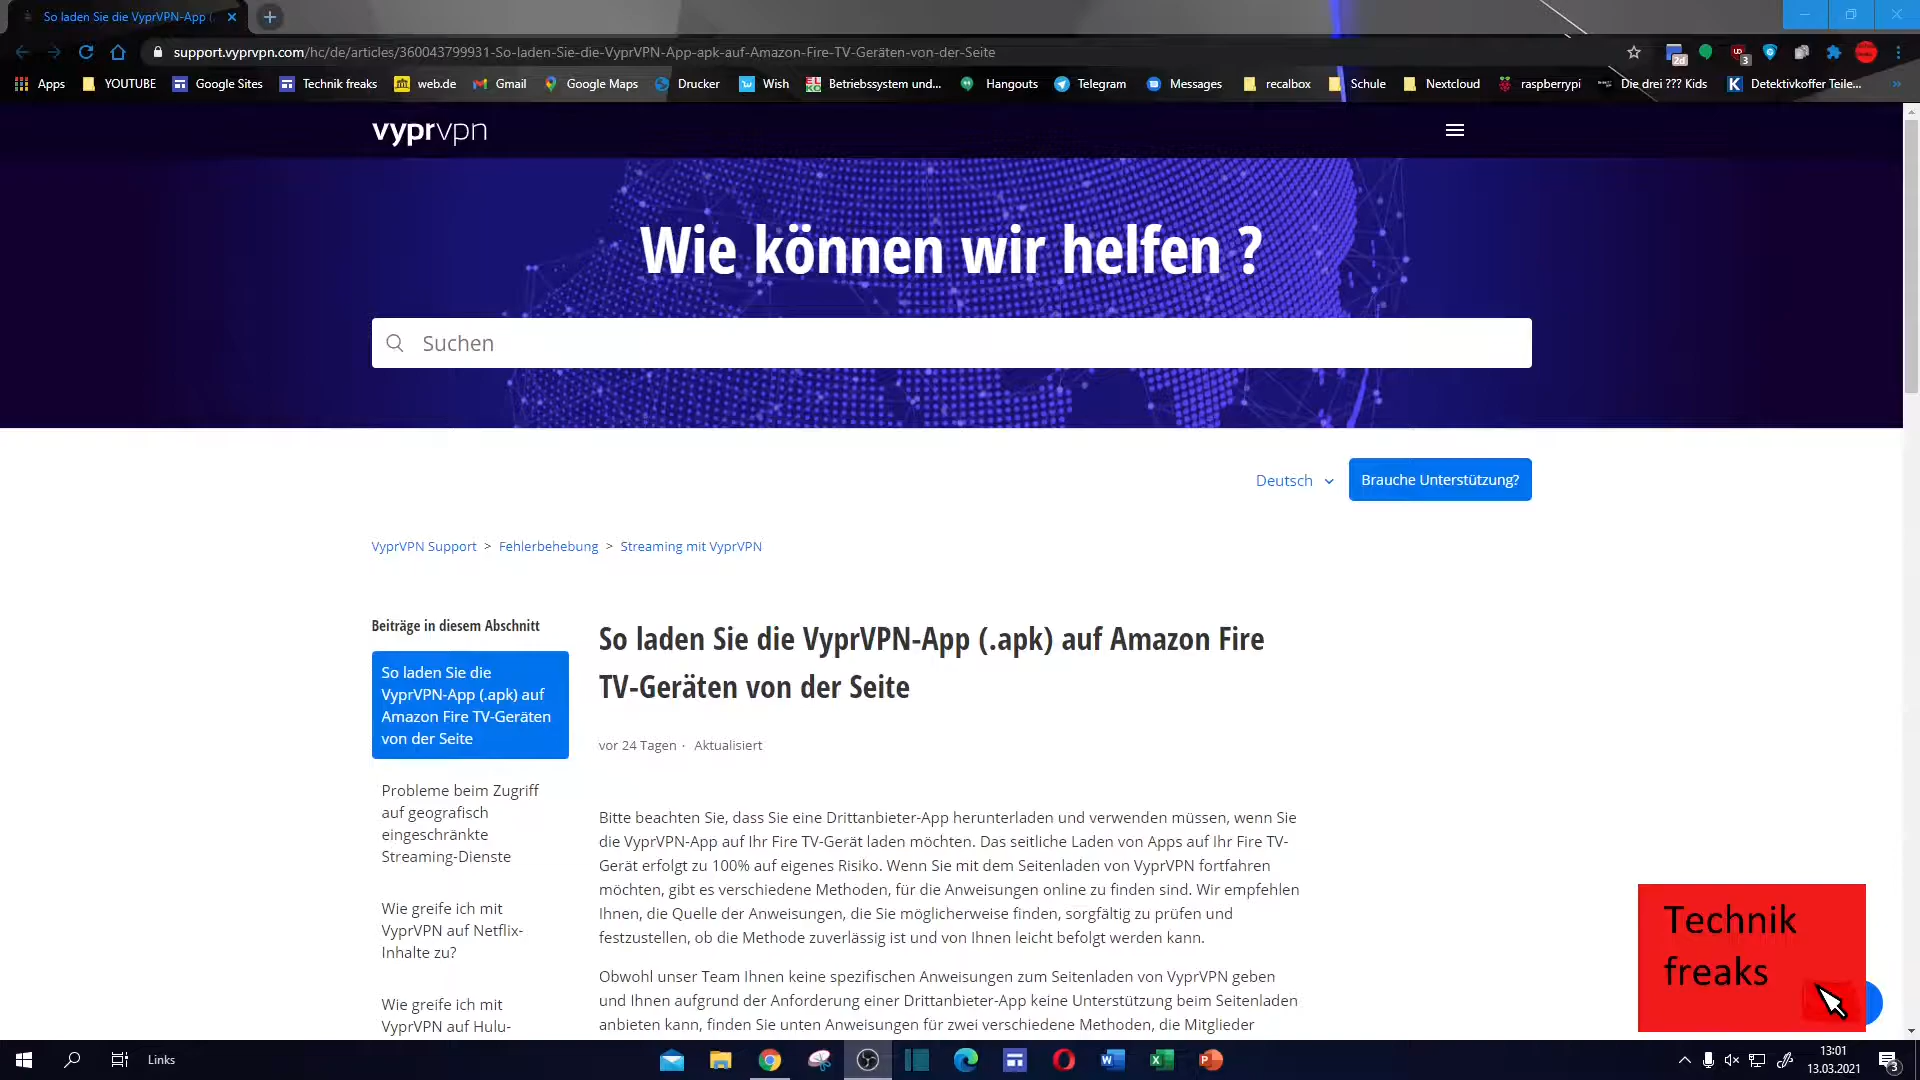 So laden Sie die VyprVPN-App (
support.vyprvpn.com/hc/de/articles/360043799931-So-laden-Sie-die-VyprVPN-App-apk-auf-Amazon-Fire-TV-Geräten-von-der-Seite
2d
3
Apps YOUTUBE Google Sites Technik freaks web.de Gmail Google Maps Drucker Wish Betriebssystem und... Hangouts Telegram Messages recalbox Schule Nextcloud raspberrypi Die drei ??? Kids Detektivkoffer Teile... »
vyprvpn
Wie können wir helfen ?
Suchen
Deutsch
Brauche Unterstützung?
VyprVPN Support > Fehlerbehebung > Streaming mit VyprVPN
Beiträge in diesem Abschnitt
So laden Sie die
VyprVPN-App (.apk) auf
Amazon Fire TV-Geräten
von der Seite
Probleme beim Zugriff
auf geografisch
eingeschränkte
Streaming-Dienste
Wie greife ich mit
VyprVPN auf Netflix-
Inhalte zu?
Wie greife ich mit
VyprVPN auf Hulu-
So laden Sie die VyprVPN-App (.apk) auf Amazon Fire
TV-Geräten von der Seite
vor 24 Tagen · Aktualisiert
Bitte beachten Sie, dass Sie eine Drittanbieter-App herunterladen und verwenden müssen, wenn Sie
die VyprVPN-App auf Ihr Fire TV-Gerät laden möchten. Das seitliche Laden von Apps auf Ihr Fire TV-
Gerät erfolgt zu 100% auf eigenes Risiko. Wenn Sie mit dem Seitenladen von VyprVPN fortfahren
möchten, gibt es verschiedene Methoden, für die Anweisungen online zu finden sind. Wir empfehlen
Ihnen, die Quelle der Anweisungen, die Sie möglicherweise finden, sorgfältig zu prüfen und
festzustellen, ob die Methode zuverlässig ist und von Ihnen leicht befolgt werden kann.
Obwohl unser Team Ihnen keine spezifischen Anweisungen zum Seitenladen von VyprVPN geben
und Ihnen aufgrund der Anforderung einer Drittanbieter-App keine Unterstützung beim Seitenladen
anbieten kann, finden Sie unten Anweisungen für zwei verschiedene Methoden, die Mitglieder
Technik
freaks
Links
13:01
13.03.2021
3